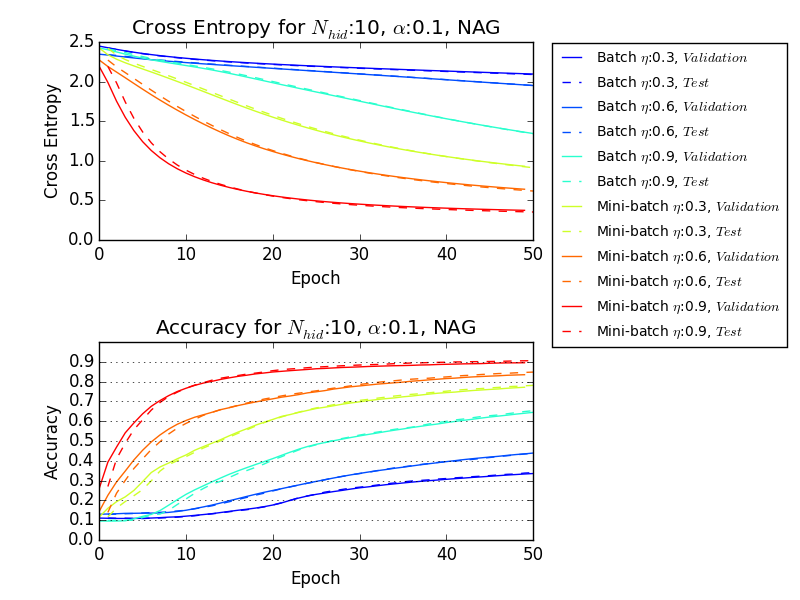 Cross Entropy for N_hid:10, α:0.1, NAG
2.5
2.0
1.5
1.0
0.5
0.0
Cross Entropy
0 10 20 30 40 50
Epoch
Batch η:0.3, Validation
Batch η:0.3, Test
Batch η:0.6, Validation
Batch η:0.6, Test
Batch η:0.9, Validation
Batch η:0.9, Test
Mini-batch η:0.3, Validation
Mini-batch η:0.3, Test
Mini-batch η:0.6, Validation
Mini-batch η:0.6, Test
Mini-batch η:0.9, Validation
Mini-batch η:0.9, Test
Accuracy for N_hid:10, α:0.1, NAG
0.9
0.8
0.7
0.6
0.5
0.4
0.3
0.2
0.1
0.0
Accuracy
0 10 20 30 40 50
Epoch